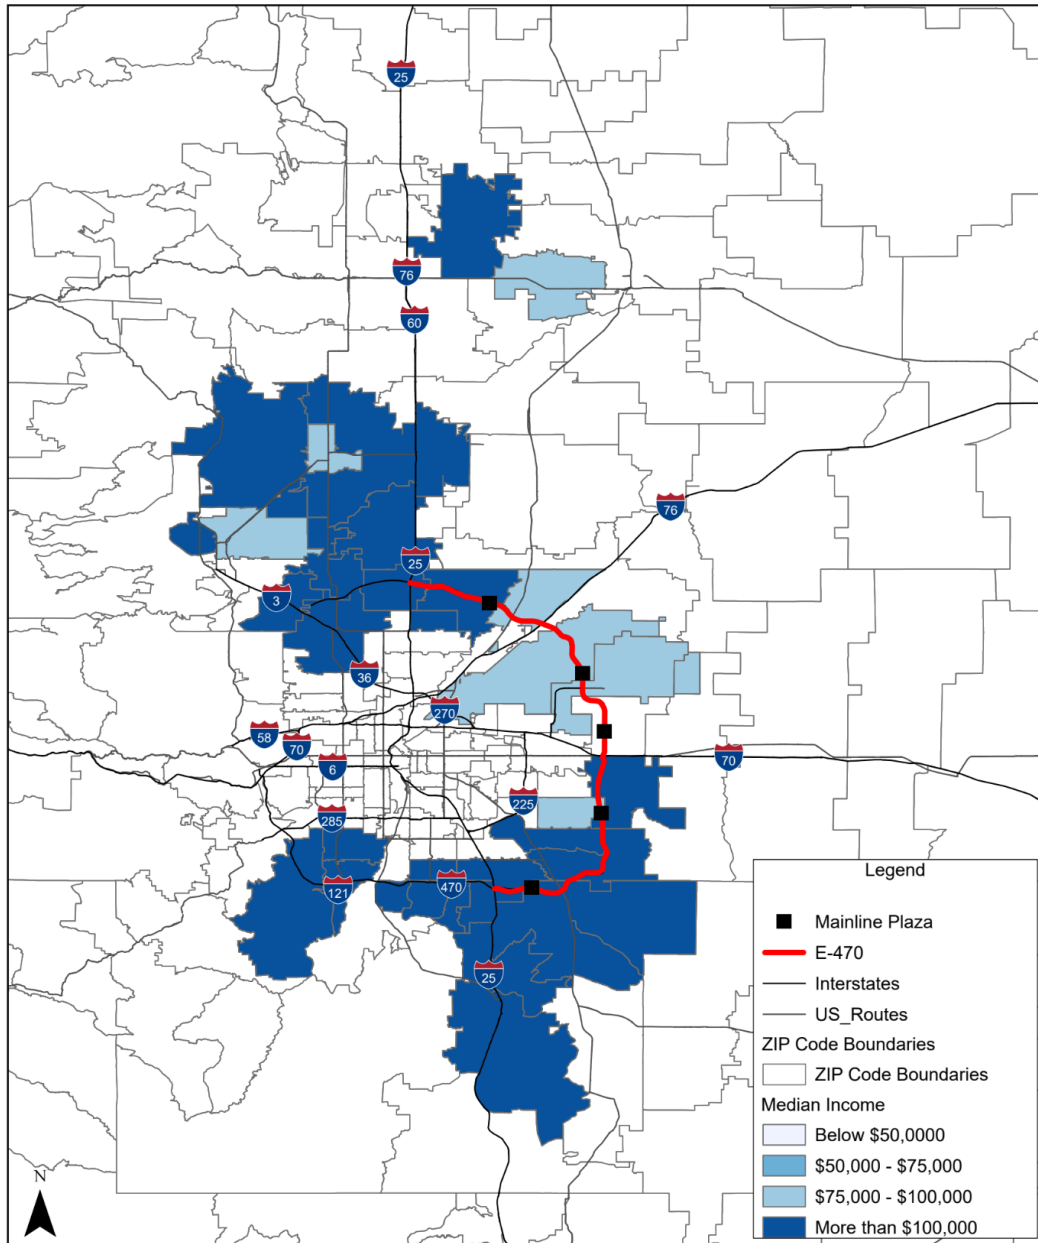 25
76
60
76
25
3
36
270
58
70
6
70
225
285
121
470
25
Legend
Mainline Plaza
E-470
Interstates
US_Routes
ZIP Code Boundaries
ZIP Code Boundaries
Median Income
Below $50,0000
$50,000 - $75,000
$75,000 - $100,000
More than $100,000
N